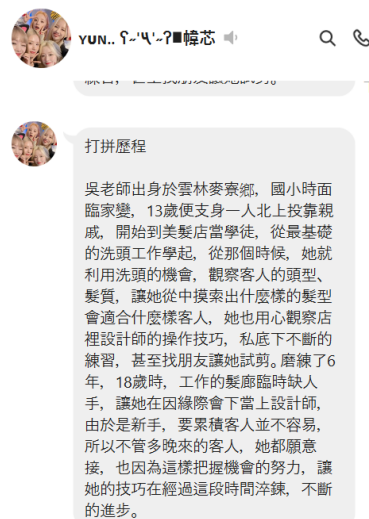 YUN.. ʕ˶'༥'˶ʔ■幃芯
練習，甚至找朋友讓她試剪。
打拼歷程
吳老師出身於雲林麥寮鄉，國小時面
臨家變，13歲便支身一人北上投靠親
戚，開始到美髮店當學徒，從最基礎
的洗頭工作學起，從那個時候，她就
利用洗頭的機會，觀察客人的頭型、
髮質，讓她從中摸索出什麼樣的髮型
會適合什麼樣客人，她也用心觀察店
裡設計師的操作技巧，私底下不斷的
練習，甚至找朋友讓她試剪。磨練了6
年，18歲時，工作的髮廊臨時缺人
手，讓她在因緣際會下當上設計師，
由於是新手，要累積客人並不容易，
所以不管多晚來的客人，她都願意
接，也因為這樣把握機會的努力，讓
她的技巧在經過這段時間淬鍊，不斷
的進步。